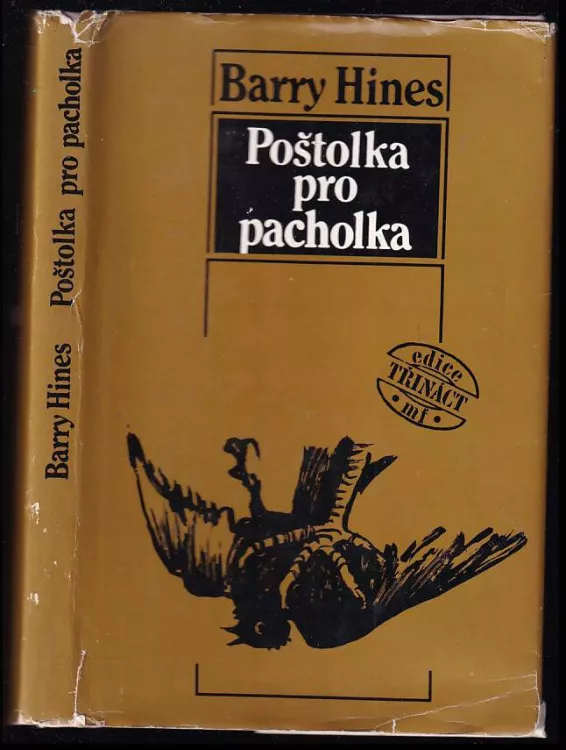 Barry Hines
Poštolka
pro
pacholka
edice
TŘINÁCT
• mf •
Barry Hines Poštolka pro pacholka